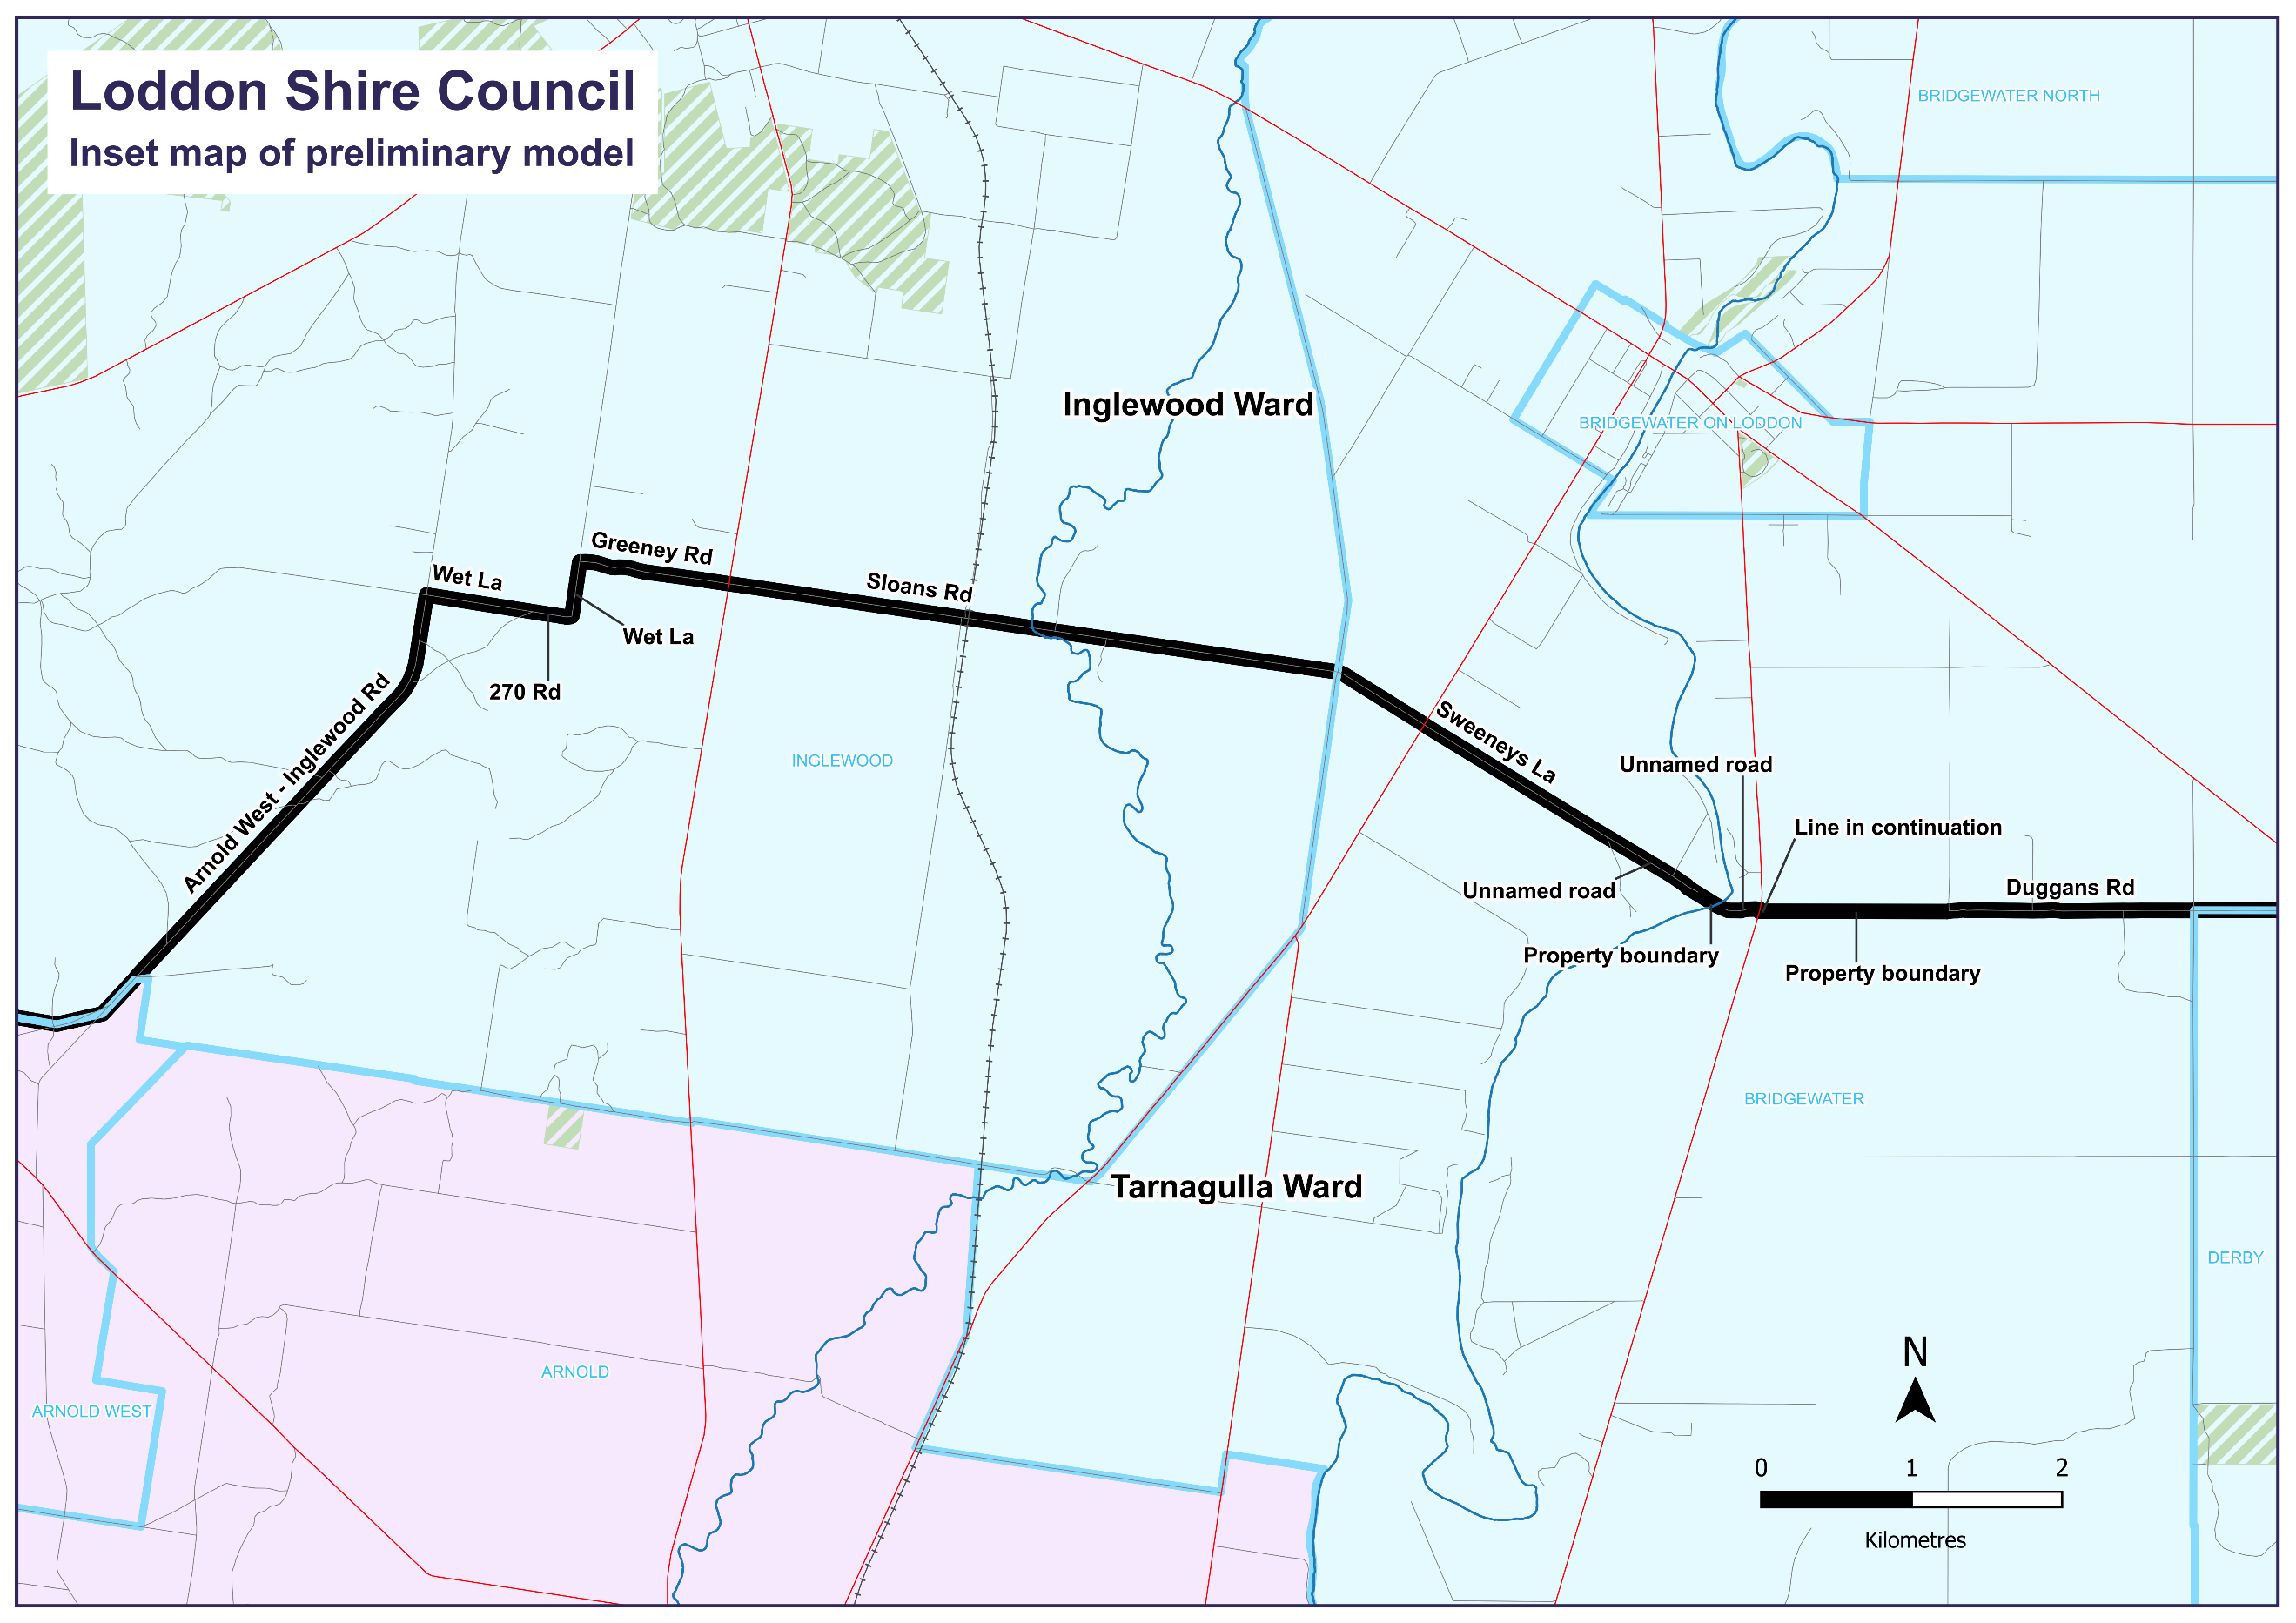 Loddon Shire Council
Inset map of preliminary model
BRIDGEWATER NORTH
Inglewood Ward
BRIDGEWATER ON LODDON
Greeney Rd
Wet La
Sloans Rd
Wet La
270 Rd
Arnold West - Inglewood Rd
INGLEWOOD
Sweeneys La
Unnamed road
Line in continuation
Unnamed road
Duggans Rd
Property boundary
Property boundary
BRIDGEWATER
Tarnagulla Ward
DERBY
ARNOLD
ARNOLD WEST
N
0 1 2
Kilometres